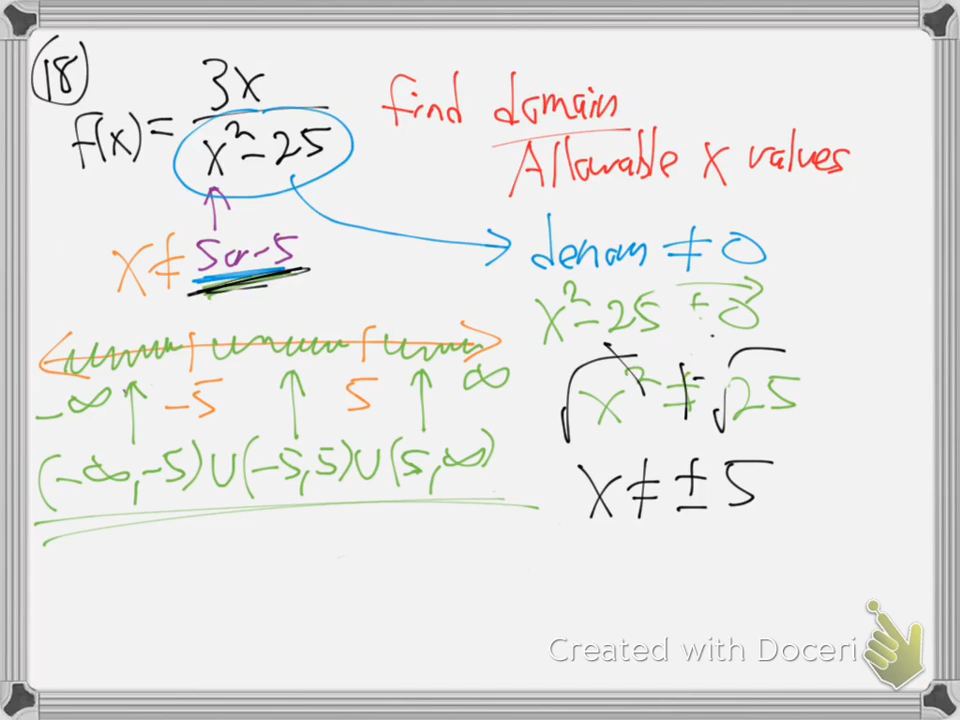 18
f(x) = 3x / x² - 25
find domain
Allowable x values
x ≠ 5 or -5
denom ≠ 0
x² - 25 ≠ 0
√x² ≠ √25
x ≠ ± 5
-∞ -5 5 ∞
(-∞, -5) ∪ (-5, 5) ∪ (5, ∞)
Created with Doceri